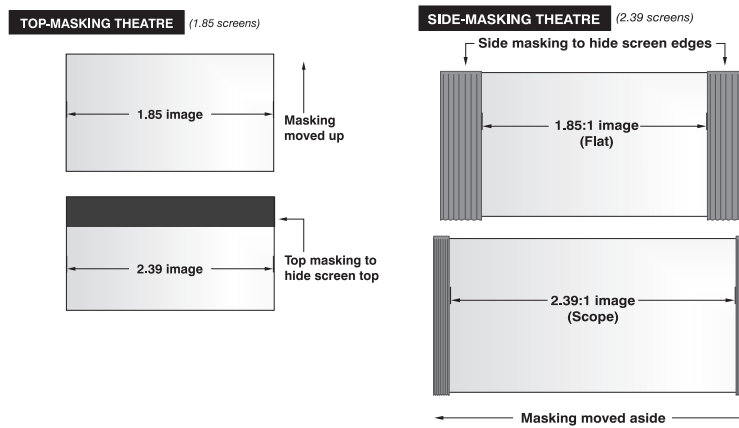 TOP-MASKING THEATRE (1.85 screens)
1.85 image
Masking
moved up
2.39 image
Top masking to
hide screen top
SIDE-MASKING THEATRE (2.39 screens)
Side masking to hide screen edges
1.85:1 image
(Flat)
2.39:1 image
(Scope)
Masking moved aside